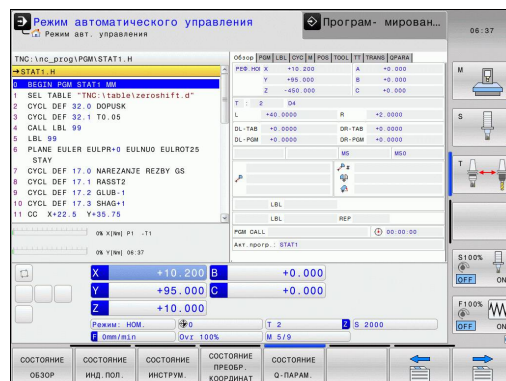 Режим автоматического управления
Режим авт. управления
Програм- мирован...
06:37
TNC:\nc_prog\PGM\STAT1.H
→STAT1.H
0 BEGIN PGM STAT1 MM
1 SEL TABLE "TNC:\table\zeroshift.d"
2 CYCL DEF 32.0 DOPUSK
3 CYCL DEF 32.1 T0.05
4 CALL LBL 99
5 LBL 99
6 PLANE EULER EULPR+0 EULNU0 EULROT25
STAY
7 CYCL DEF 17.0 NAREZANJE REZBY GS
8 CYCL DEF 17.1 RASST2
9 CYCL DEF 17.2 GLUB-1
10 CYCL DEF 17.3 SHAG+1
11 CC X+22.5 Y+35.75
Обзор PGM LBL CYC M POS TOOL TT TRANS QPARA
РЕФ.НОМ X +10.200 A +0.000
Y +95.000 B +0.000
Z -450.000 C +0.000
T : 2 D4
L +40.0000 R +2.0000
DL-TAB +0.0000 DR-TAB +0.0000
DL-PGM +0.0000 DR-PGM +0.0000
M5 M50
P
LBL
LBL REP
PGM CALL 00:00:00
Акт.прогр.: STAT1
0% X[Nm] P1 -T1
0% Y[Nm] 06:37
X +10.200 B +0.000
Y +95.000 C +0.000
Z +10.000
Режим: НОМ. 0 T 2 Z S 2000
F 0mm/min Ovr 100% M 5/9
M
S
T
S100%
OFF ON
F100%
OFF ON
СОСТОЯНИЕ ОБЗОР
СОСТОЯНИЕ ИНД.ПОЛ.
СОСТОЯНИЕ ИНСТРУМ.
СОСТОЯНИЕ ПРЕОБР. КООРДИНАТ
СОСТОЯНИЕ Q-ПАРАМ.